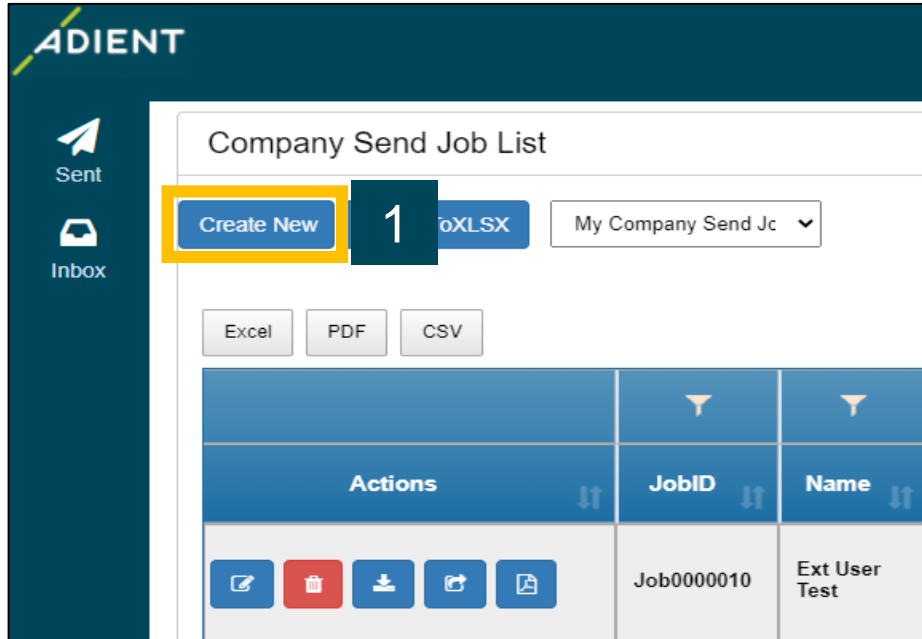 ADIENT
Sent
Inbox
Company Send Job List
Create New 1 ToXLSX My Company Send Jc
Excel PDF CSV
Actions JobID Name
Job0000010 Ext User
Test